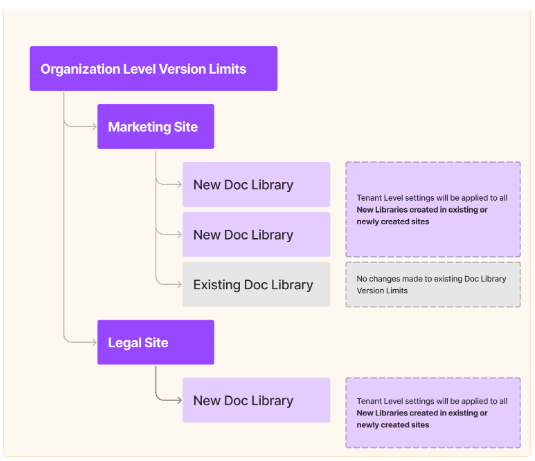 Organization Level Version Limits
Marketing Site
New Doc Library
Tenant Level settings will be applied to all
New Libraries created in existing or
newly created sites
New Doc Library
Existing Doc Library
No changes made to existing Doc Library
Version Limits
Legal Site
New Doc Library
Tenant Level settings will be applied to all
New Libraries created in existing or
newly created sites